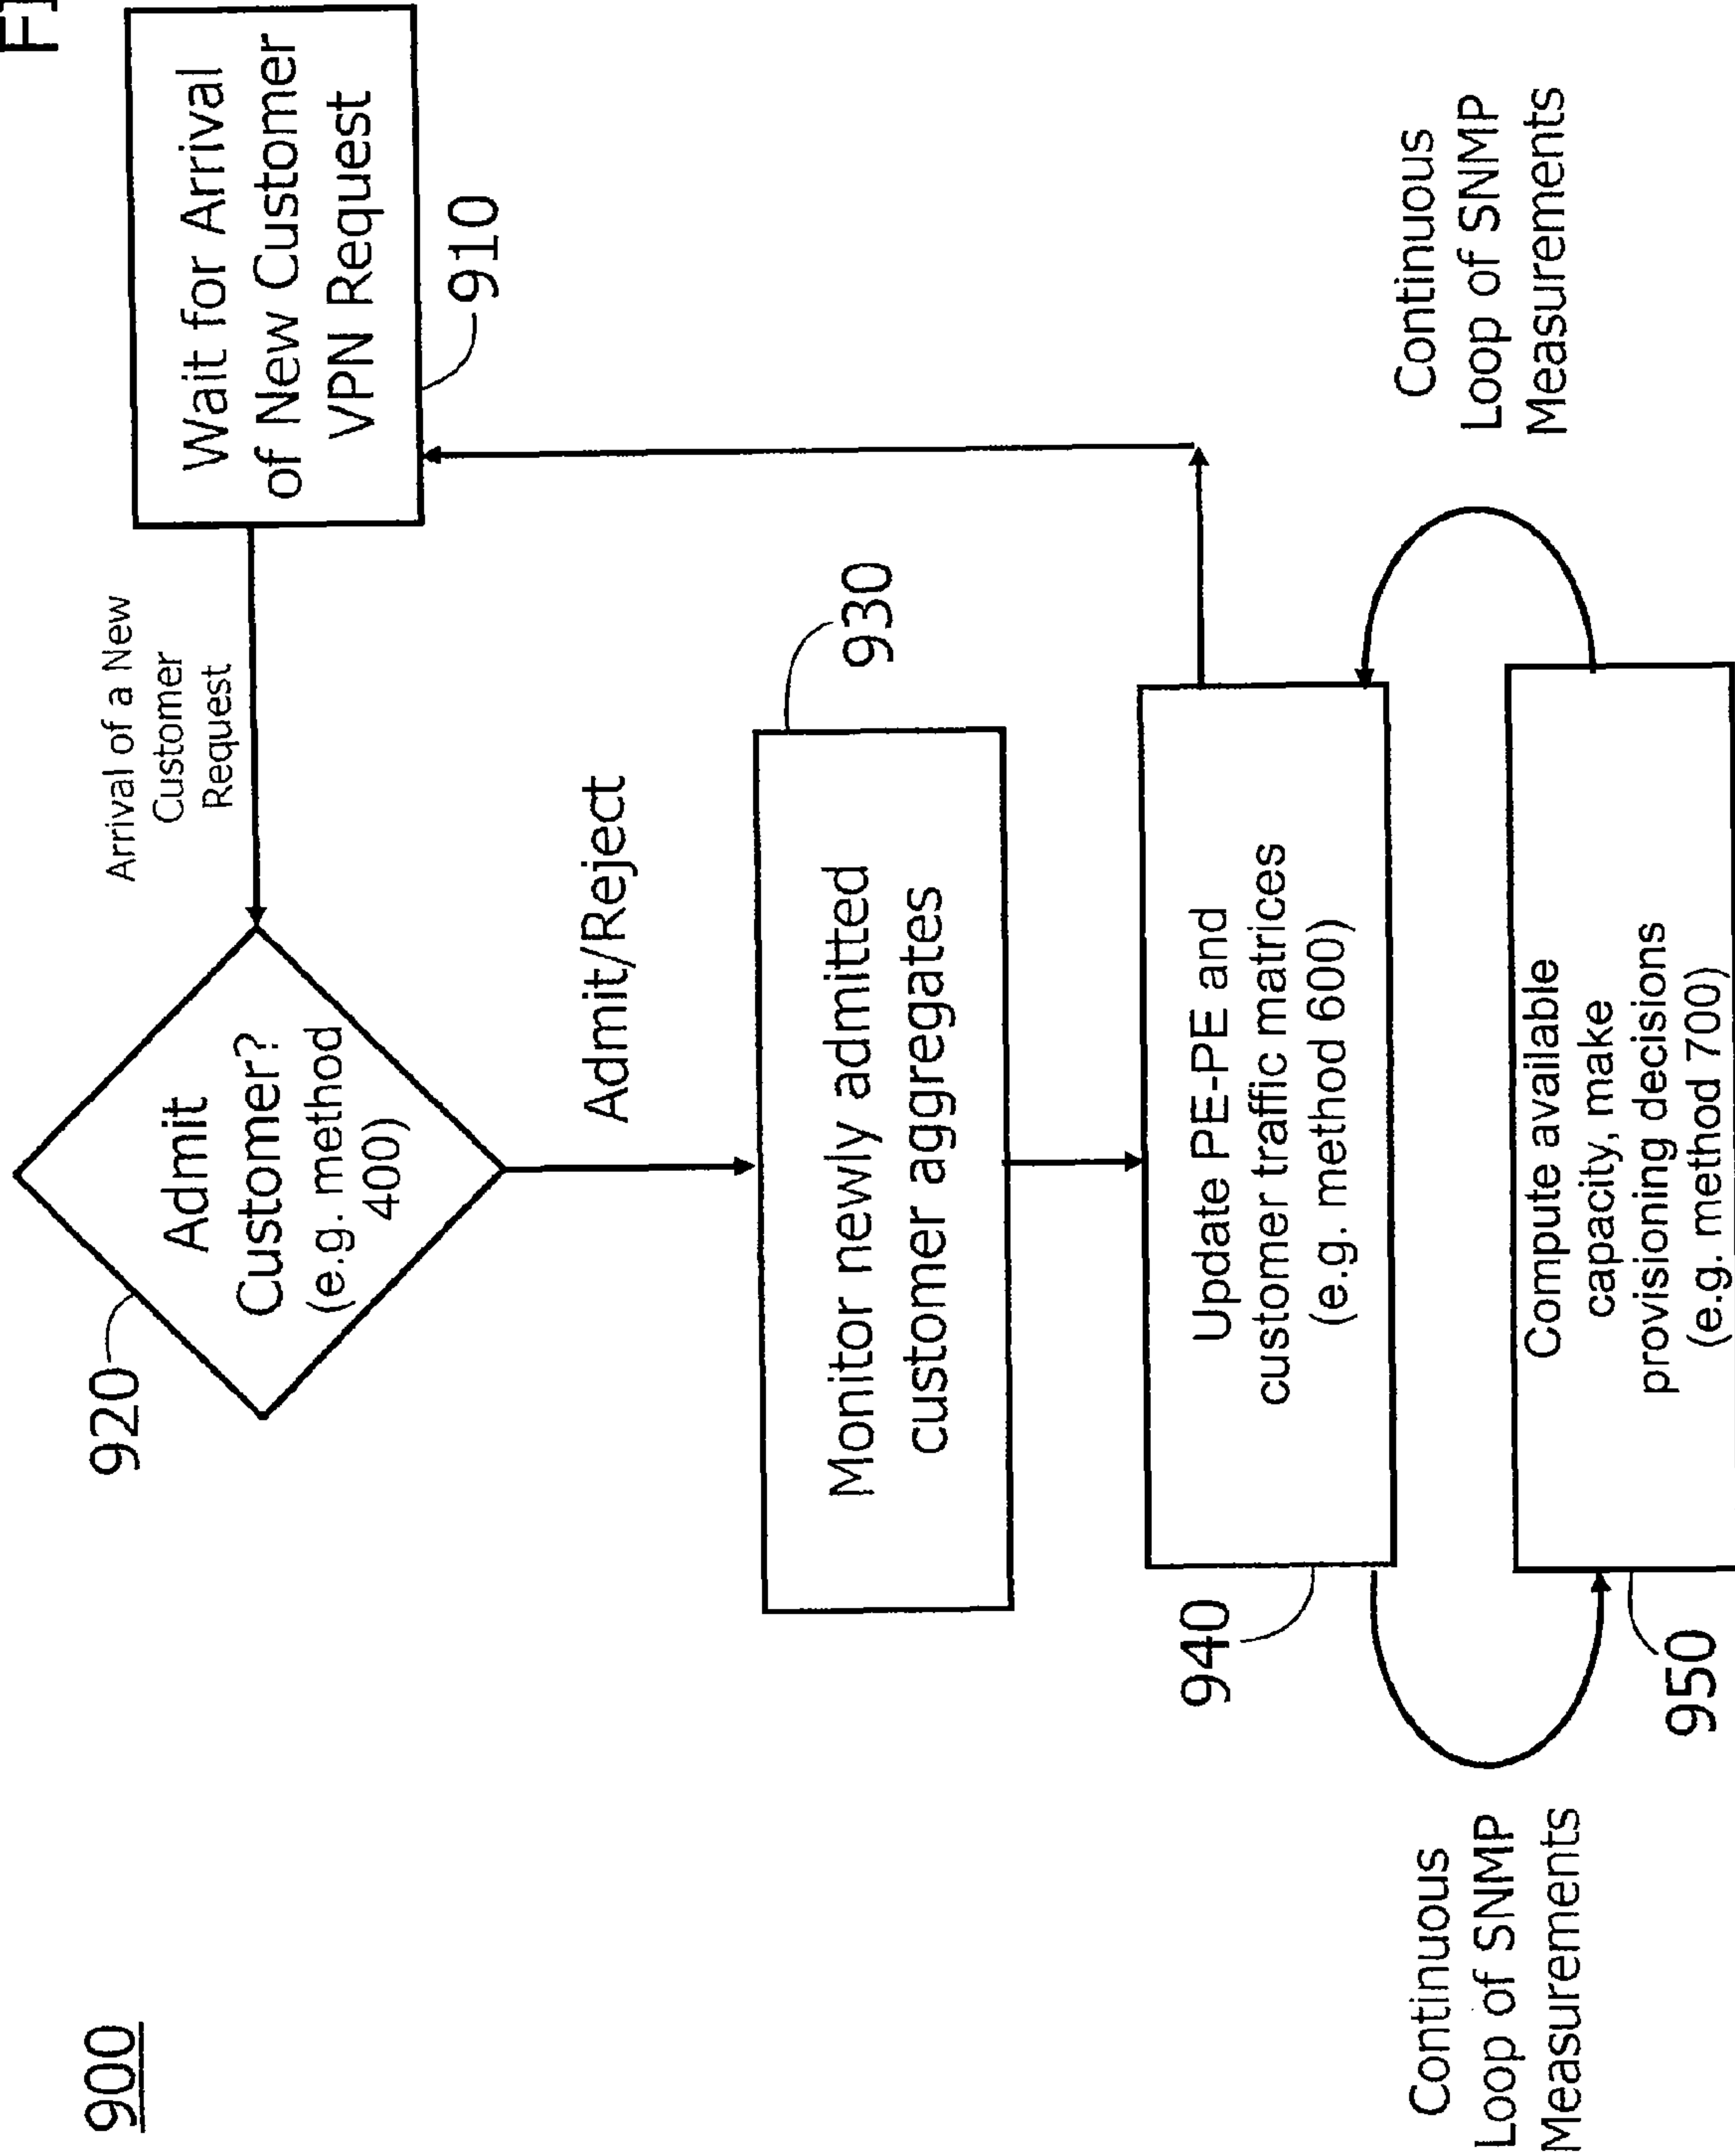 900
920
Admit
Customer?
(e.g. method
400)
Arrival of a New
Customer
Request
Wait for Arrival
of New Customer
VPN Request
910
Admit/Reject
Monitor newly admitted
customer aggregates
930
940
Update PE-PE and
customer traffic matrices
(e.g. method 600)
Continuous
Loop of SNMP
Measurements
Continuous
Loop of SNMP
Measurements
950
Compute available
capacity, make
provisioning decisions
(e.g. method 700)